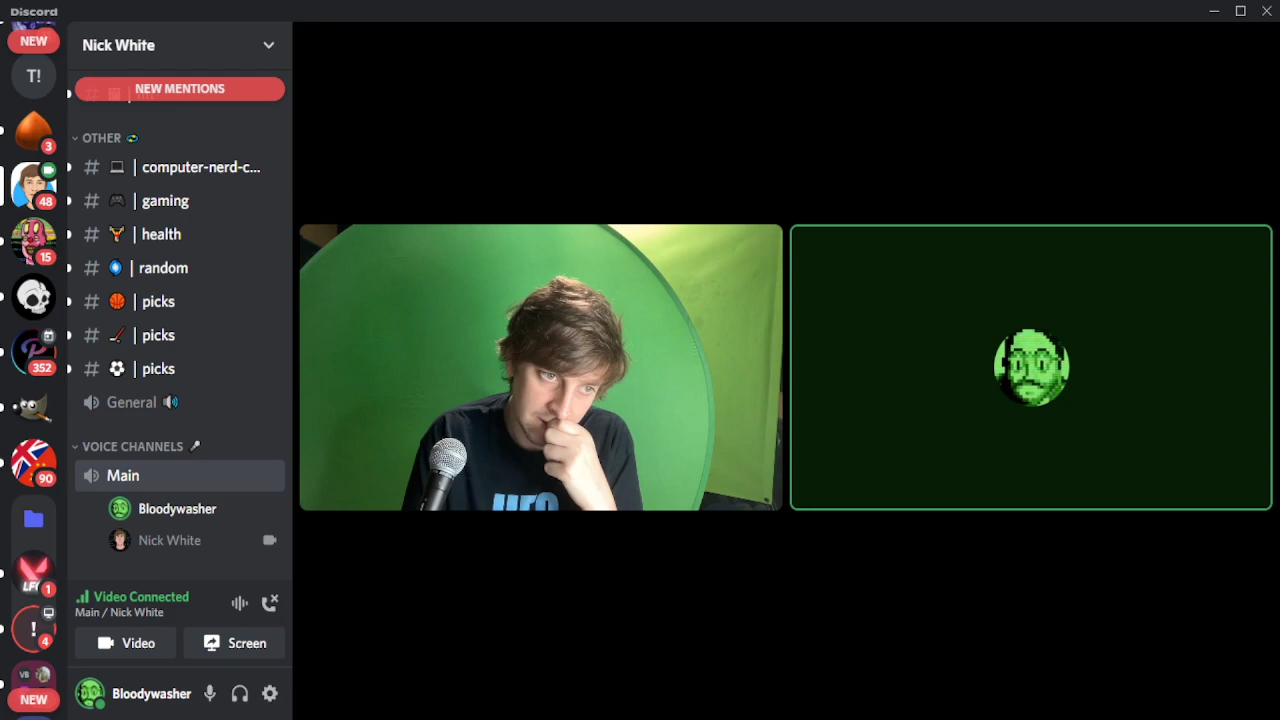 Discord
NEW
T!
3
48
15
352
90
LFG
1
!
4
VB
NEW
Nick White
NEW MENTIONS
OTHER
# | computer-nerd-c...
# | gaming
# | health
# | random
# | picks
# | picks
# | picks
General
VOICE CHANNELS
Main
Bloodywasher
Nick White
Video Connected
Main / Nick White
Video
Screen
Bloodywasher